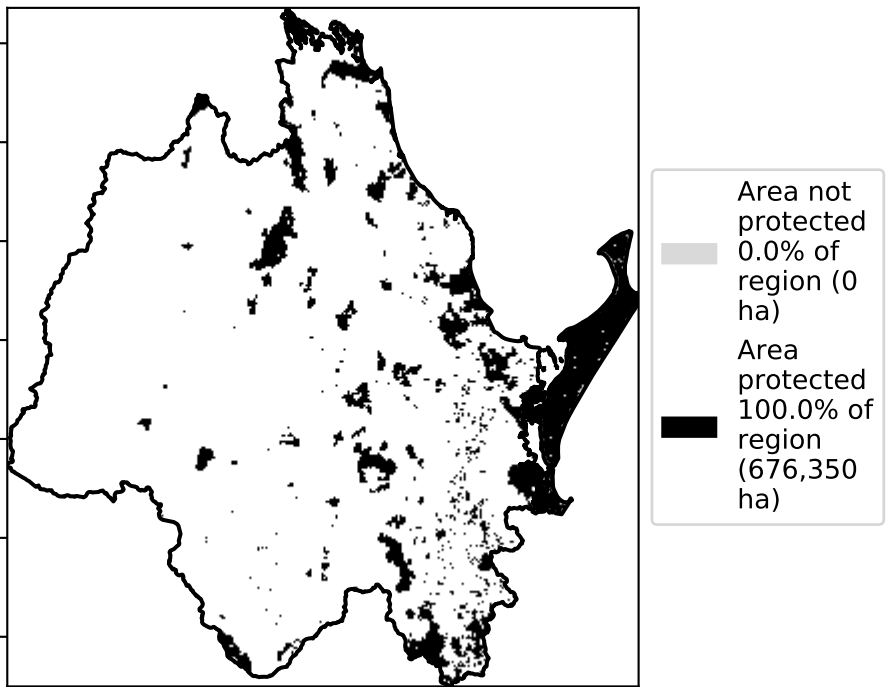 Area not
protected
0.0% of
region (0
ha)
Area
protected
100.0% of
region
(676,350
ha)